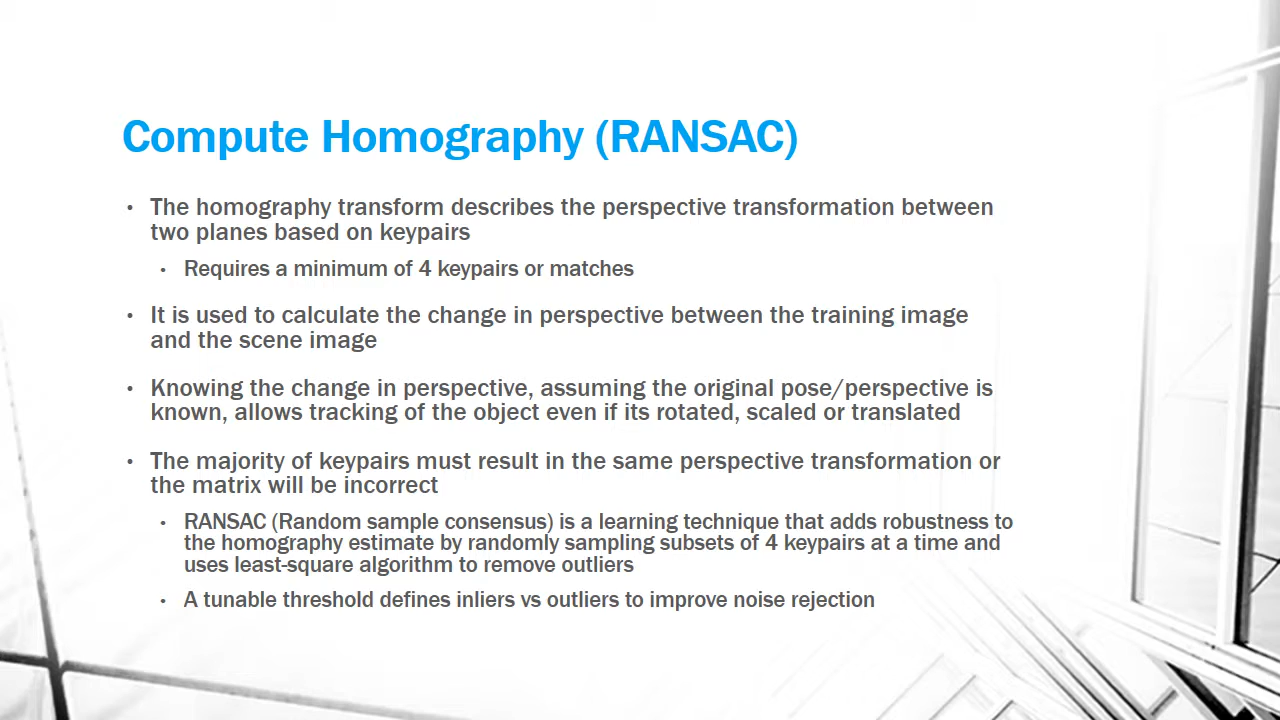 Compute Homography (RANSAC)
• The homography transform describes the perspective transformation between
two planes based on keypairs
• Requires a minimum of 4 keypairs or matches
• It is used to calculate the change in perspective between the training image
and the scene image
• Knowing the change in perspective, assuming the original pose/perspective is
known, allows tracking of the object even if its rotated, scaled or translated
• The majority of keypairs must result in the same perspective transformation or
the matrix will be incorrect
• RANSAC (Random sample consensus) is a learning technique that adds robustness to
the homography estimate by randomly sampling subsets of 4 keypairs at a time and
uses least-square algorithm to remove outliers
• A tunable threshold defines inliers vs outliers to improve noise rejection